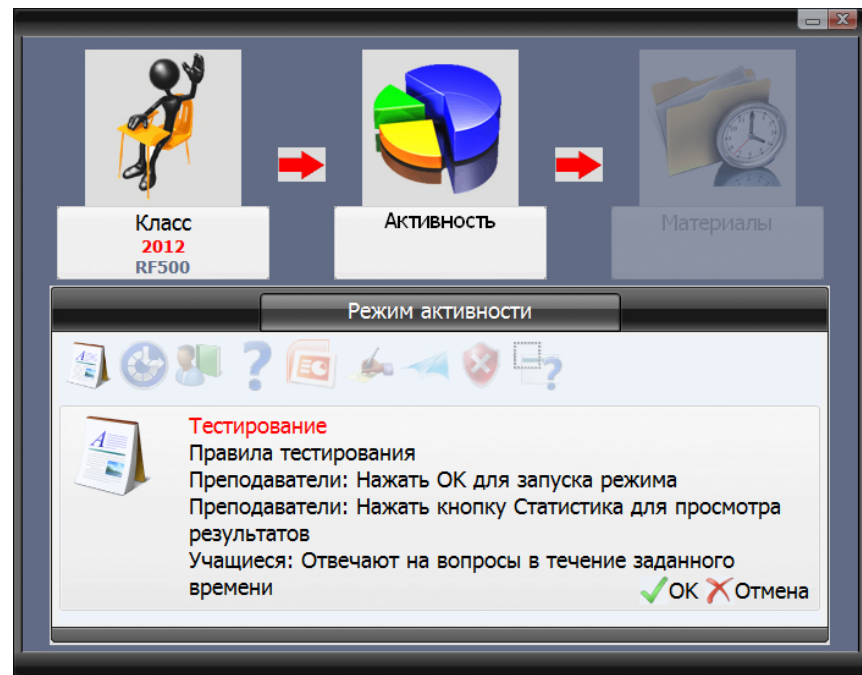 Класс
2012
RF500
Активность
Материалы
Режим активности
Тестирование
Правила тестирования
Преподаватели: Нажать ОК для запуска режима
Преподаватели: Нажать кнопку Статистика для просмотра
результатов
Учащиеся: Отвечают на вопросы в течение заданного
времени
ОК Отмена